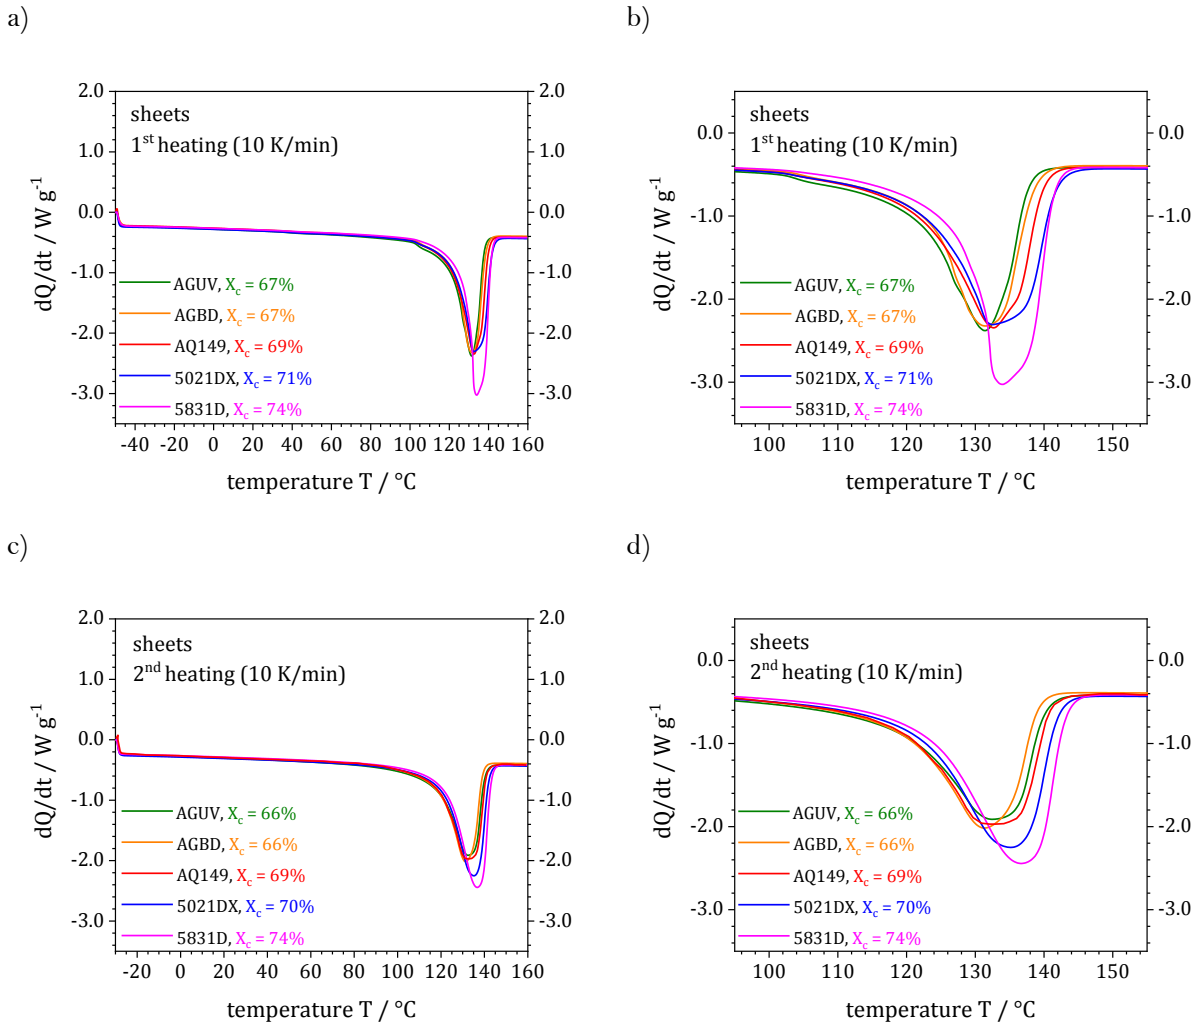 a)
2.0
1.0
0.0
-1.0
-2.0
-3.0
2.0
1.0
0.0
-1.0
-2.0
-3.0
sheets
1st heating (10 K/min)
AGUV, Xc = 67%
AGBD, Xc = 67%
AQ149, Xc = 69%
5021DX, Xc = 71%
5831D, Xc = 74%
-40 -20 0 20 40 60 80 100 120 140 160
temperature T / °C
dQ/dt / W g-1
b)
0.0
-1.0
-2.0
-3.0
0.0
-1.0
-2.0
-3.0
sheets
1st heating (10 K/min)
AGUV, Xc = 67%
AGBD, Xc = 67%
AQ149, Xc = 69%
5021DX, Xc = 71%
5831D, Xc = 74%
100 110 120 130 140 150
temperature T / °C
dQ/dt / W g-1
c)
2.0
1.0
0.0
-1.0
-2.0
-3.0
2.0
1.0
0.0
-1.0
-2.0
-3.0
sheets
2nd heating (10 K/min)
AGUV, Xc = 66%
AGBD, Xc = 66%
AQ149, Xc = 69%
5021DX, Xc = 70%
5831D, Xc = 74%
-20 0 20 40 60 80 100 120 140 160
temperature T / °C
dQ/dt / W g-1
d)
0.0
-1.0
-2.0
-3.0
0.0
-1.0
-2.0
-3.0
sheets
2nd heating (10 K/min)
AGUV, Xc = 66%
AGBD, Xc = 66%
AQ149, Xc = 69%
5021DX, Xc = 70%
5831D, Xc = 74%
100 110 120 130 140 150
temperature T / °C
dQ/dt / W g-1